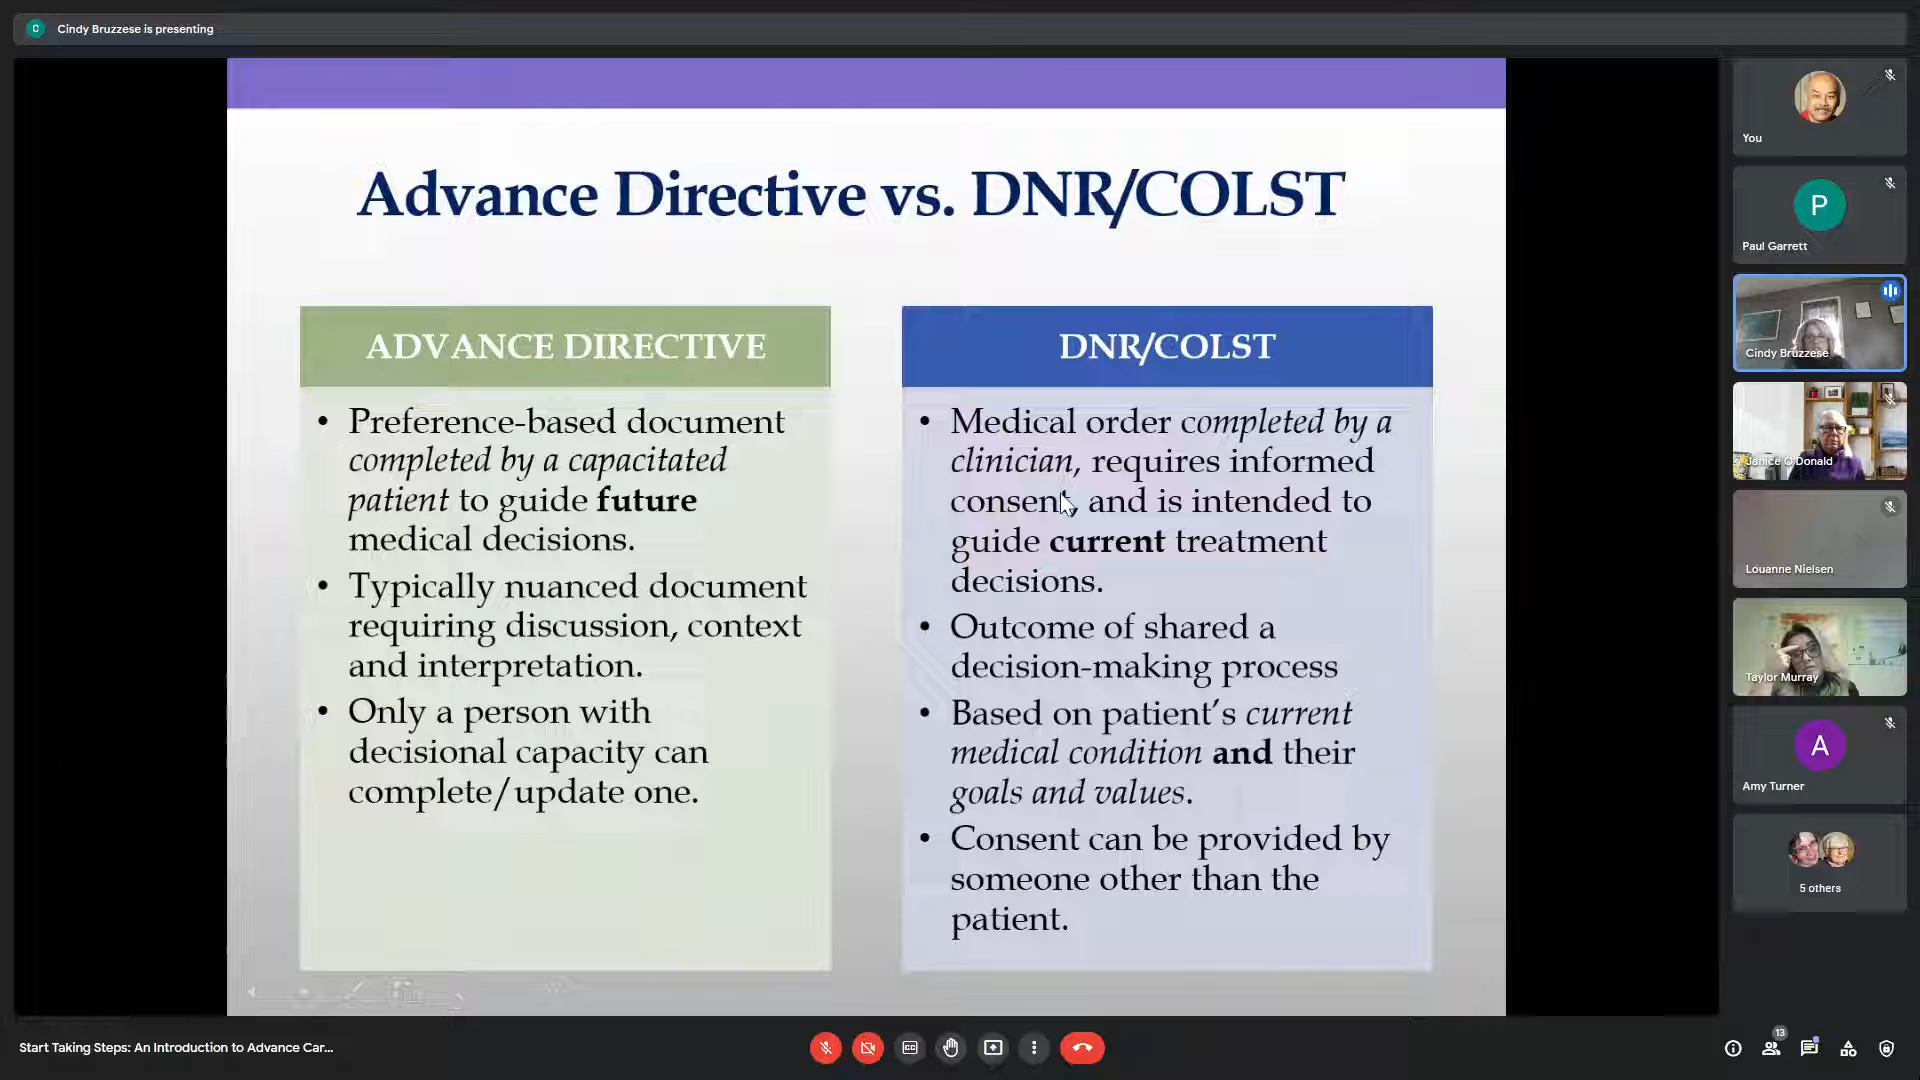 C
Cindy Bruzzese is presenting
Advance Directive vs. DNR/COLST
ADVANCE DIRECTIVE
• Preference-based document
completed by a capacitated
patient to guide future
medical decisions.
• Typically nuanced document
requiring discussion, context
and interpretation.
• Only a person with
decisional capacity can
complete/update one.
DNR/COLST
• Medical order completed by a
clinician, requires informed
consent, and is intended to
guide current treatment
decisions.
• Outcome of shared a
decision-making process
• Based on patient's current
medical condition and their
goals and values.
• Consent can be provided by
someone other than the
patient.
You
P
Paul Garrett
Cindy Bruzzese
Janice O'Donald
Louanne Nielsen
Taylor Murray
A
Amy Turner
5 others
Start Taking Steps: An Introduction to Advance Car...
CC
13